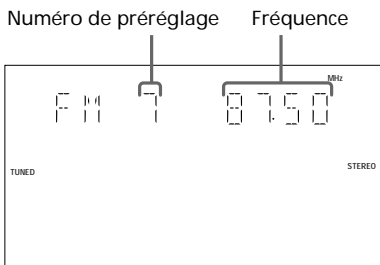 Numéro de préréglage Fréquence
MHz
FM 7 87.50
TUNED STEREO